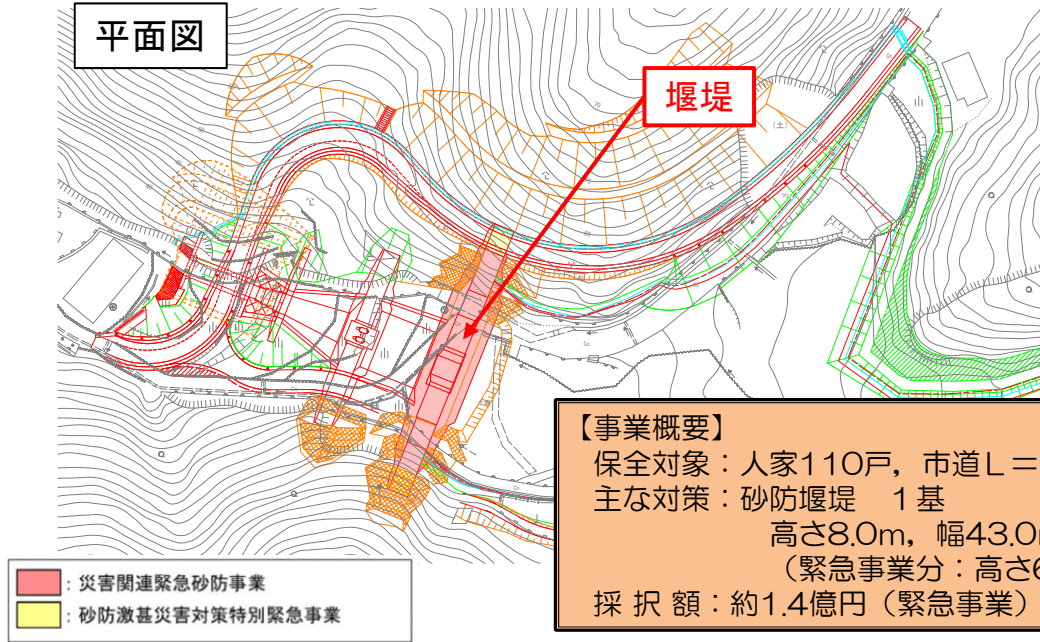 平面図
堰堤
【事業概要】
保全対象：人家110戸，市道L＝
主な対策：砂防堰堤　1基
高さ8.0m，幅43.0m
（緊急事業分：高さ6
採択額：約1.4億円（緊急事業）
：災害関連緊急砂防事業
：砂防激甚災害対策特別緊急事業